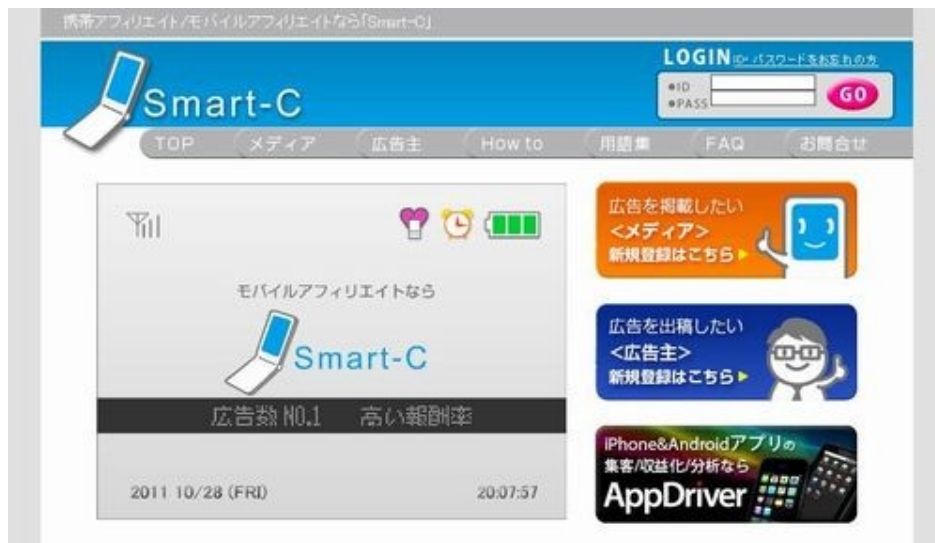 携帯アフィリエイト/モバイルアフィリエイトなら「Smart-C」
LOGIN ID・パスワードをお忘れの方
●ID
●PASS
GO
Smart-C
TOP メディア 広告主 How to 用語集 FAQ お問合せ
モバイルアフィリエイトなら
Smart-C
広告数 NO.1 高い報酬率
2011 10/28 (FRI) 20:07:57
広告を掲載したい
<メディア>
新規登録はこちら
広告を出稿したい
<広告主>
新規登録はこちら
iPhone&Androidアプリの
集客/収益化/分析なら
AppDriver